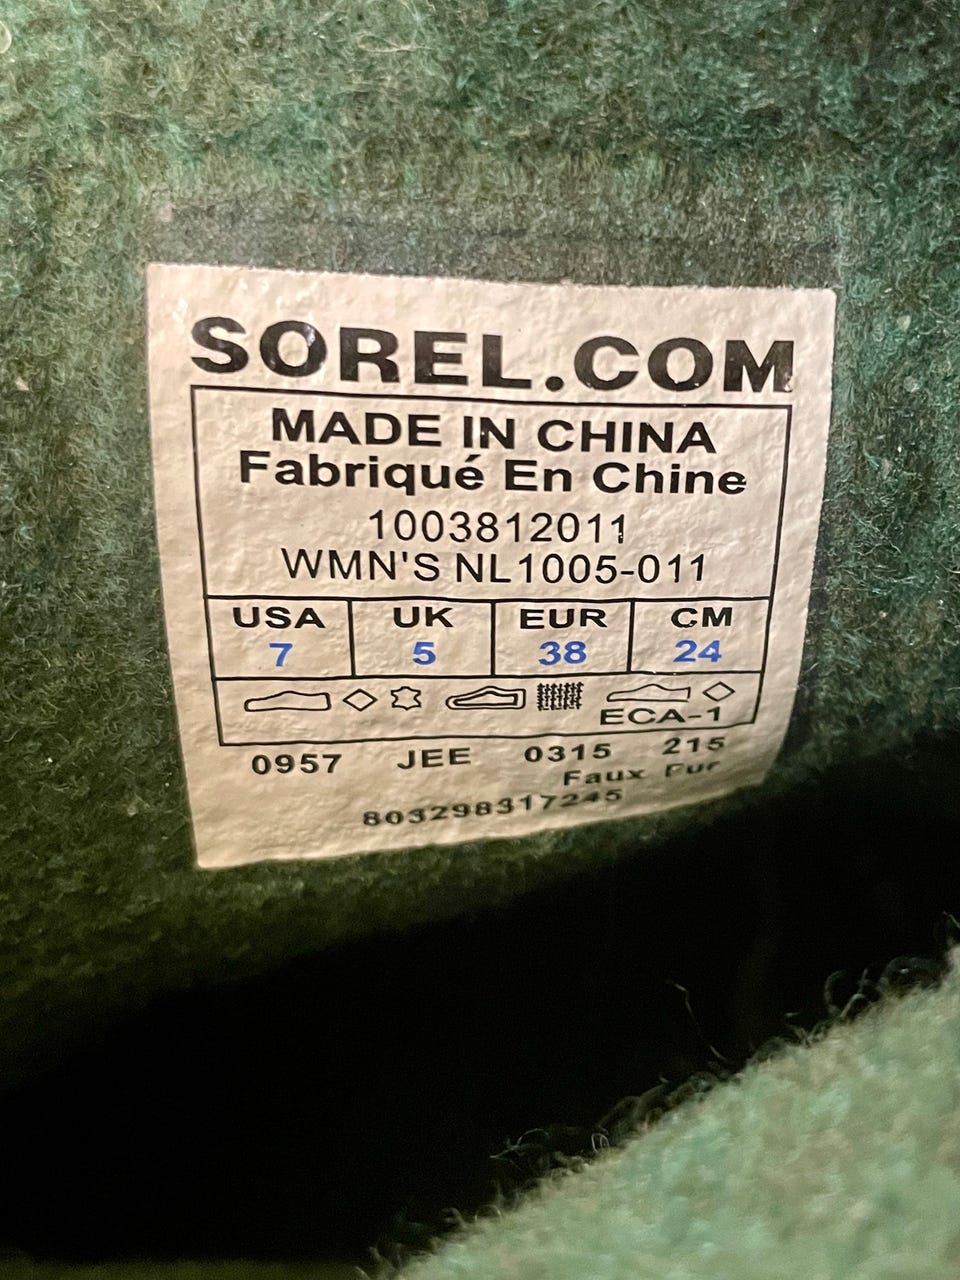 SOREL.COM
MADE IN CHINA
Fabriqué En Chine
1003812011
WMN'S NL1005-011
USA UK EUR CM
7 5 38 24
ECA-1
0957 JEE 0315 215
Faux Fur
803298317245